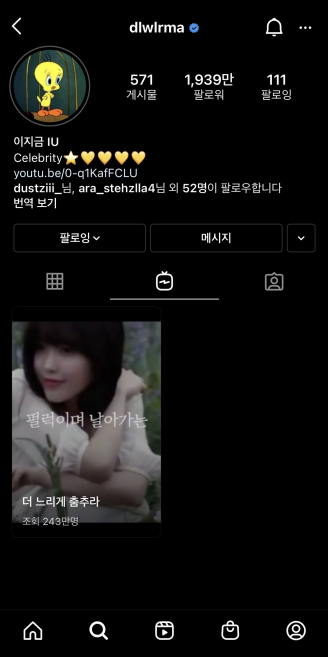 dlwlrma
571
게시물
1,939만
팔로워
111
팔로잉
이지금 IU
Celebrity⭐💛💛💛💛
youtu.be/0-q1KafFCLU
dustziii_님, ara_stehzlla4님 외 52명이 팔로우합니다
번역 보기
팔로잉
메시지
펄럭이며 날아가는
더 느리게 춤추라
조회 243만명